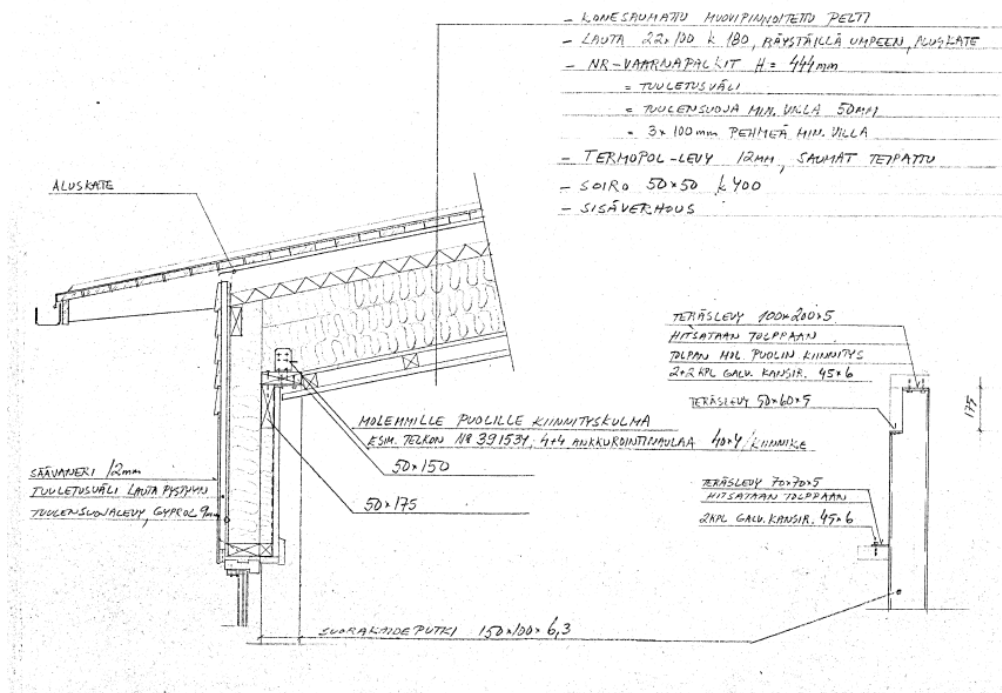 - KONESAUMATTU MUOVIPINNOITETTU PELTI
- LAUTA 22×100 k 180, RÄYSTÄILLÄ UMPEEN, ALUSKATE
- NR-VAARNAPALKIT H = 444mm
= TUULETUSVÄLI
= TUULENSUOJA MIN. VILLA 50MM
- 3×100mm PEHMEÄ MIN. VILLA
- TERMOPOL-LEVY 12MM, SAUMAT TEIPATTU
- SOIRO 50×50 k 400
- SISÄVERHOUS
ALUSKATE
TERÄSLEVY 100×200×5
HITSATAAN TOLPPAAN
TOLPAN MOL. PUOLIN KIINNITYS
2+2 KPL GALV. KANSIR. 45×6
TERÄSLEVY 50×60×5
175
MOLEMMILLE PUOLILLE KIINNITYSKULMA
ESIM. TELKON N:o 391534, 4+4 ANKKUROINTINAULAA 40×4/KIINNIKE
50×150
50×175
SÄÄVANERI 12mm
TUULETUSVÄLI LAUTA PYSTYYN
TUULENSUOJALEVY, GYPROC 9mm
TERÄSLEVY 70×70×5
HITSATAAN TOLPPAAN
2KPL GALV. KANSIR. 45×6
SUORAKAIDEPUTKI 150×100×6,3